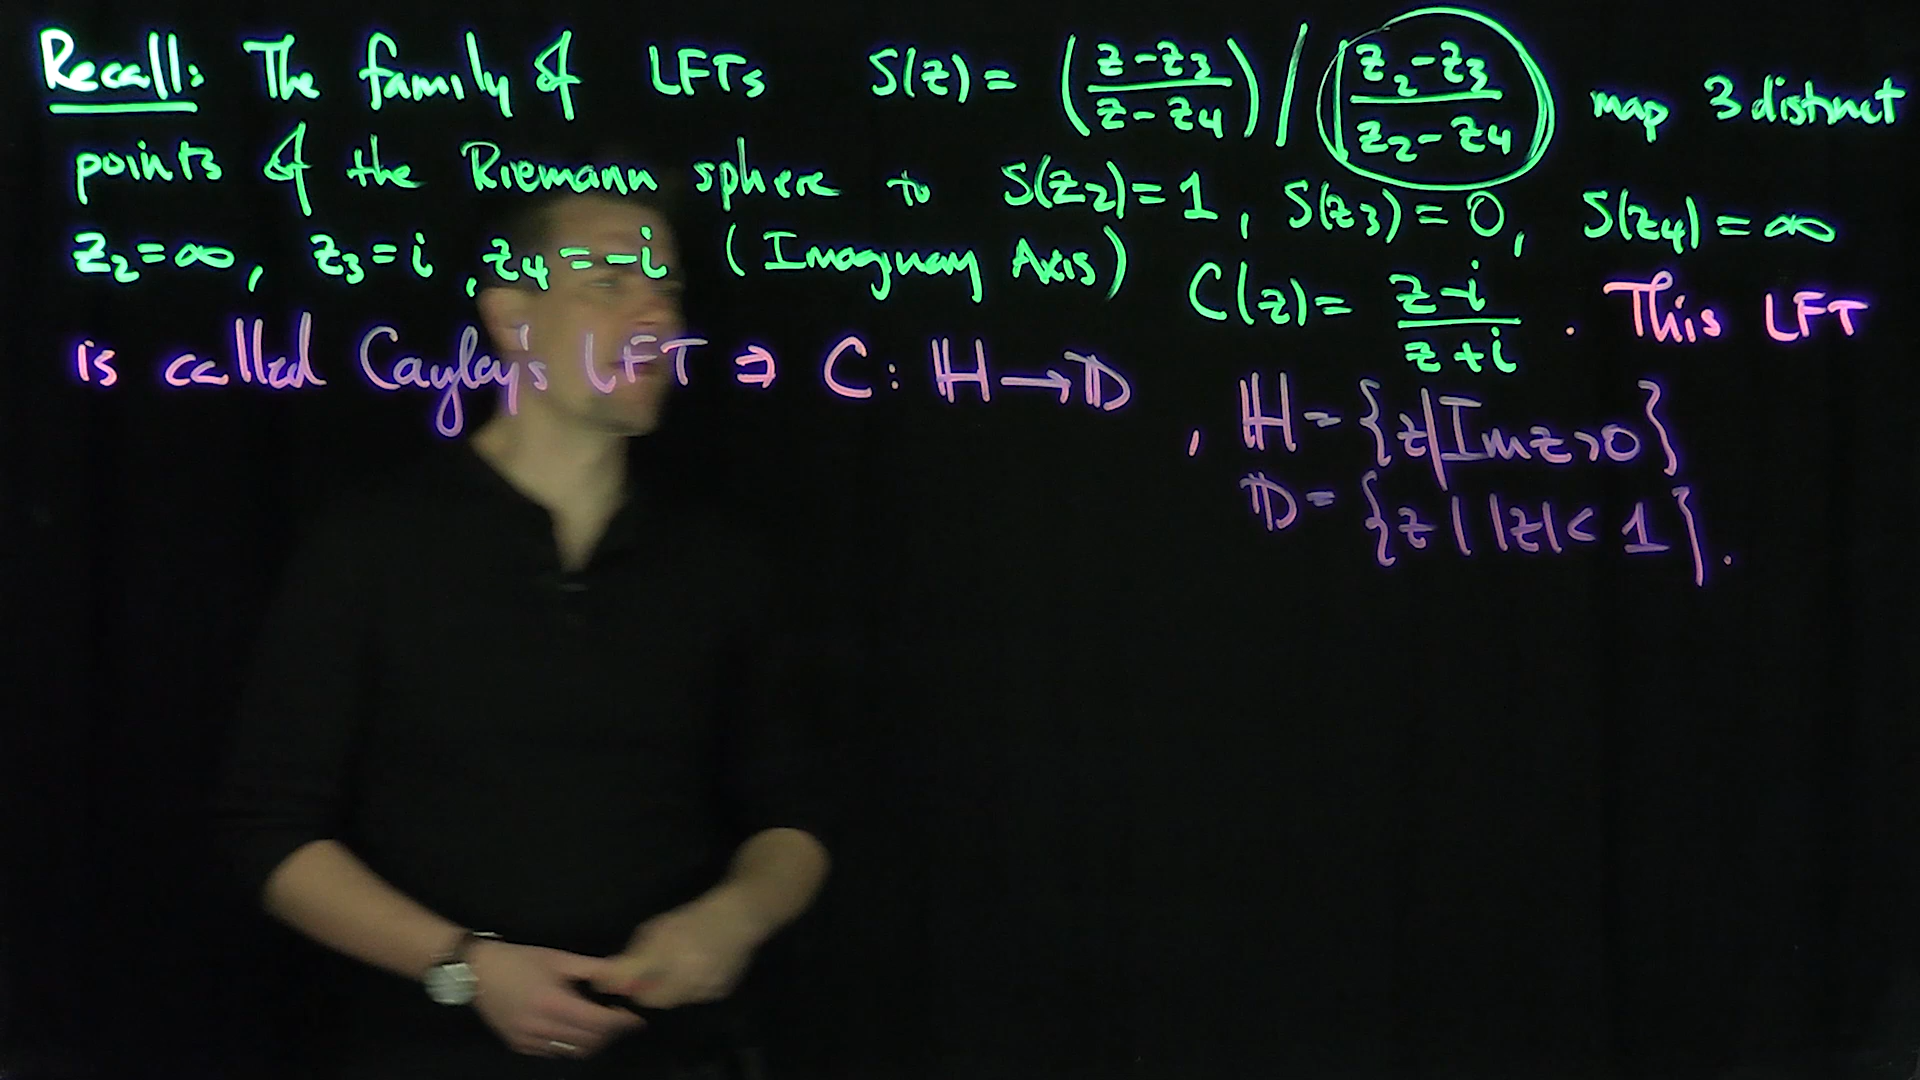 Recall: The family of LFTs S(z) = ((z-z₃)/(z-z₄)) / ((z₂-z₃)/(z₂-z₄)) map 3 distinct
points of the Riemann sphere to S(z₂)=1, S(z₃)=0, S(z₄)=∞
z₂=∞, z₃=i, z₄=-i (Imaginary Axis) C(z)= (z-i)/(z+i). This LFT
is called Cayley's LFT ⇒ C: ℍ→𝔻, ℍ={z|Imz>0}
𝔻={z||z|<1}.